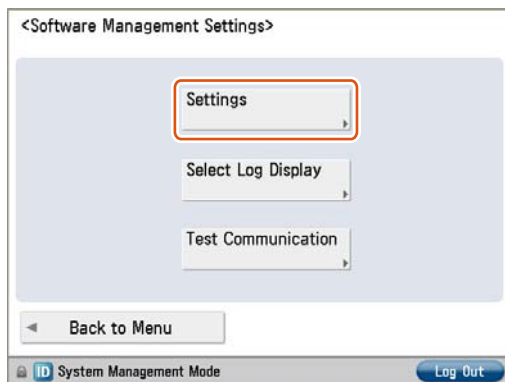 <Software Management Settings>
Settings
Select Log Display
Test Communication
Back to Menu
ID System Management Mode
Log Out